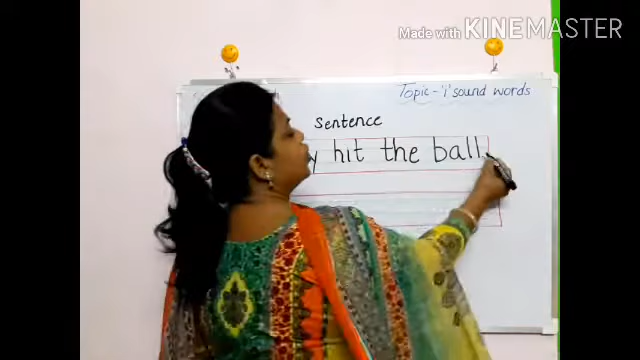 Made with KINEMASTER
Topic - 'i' sound words
Sentence
y hit the ball